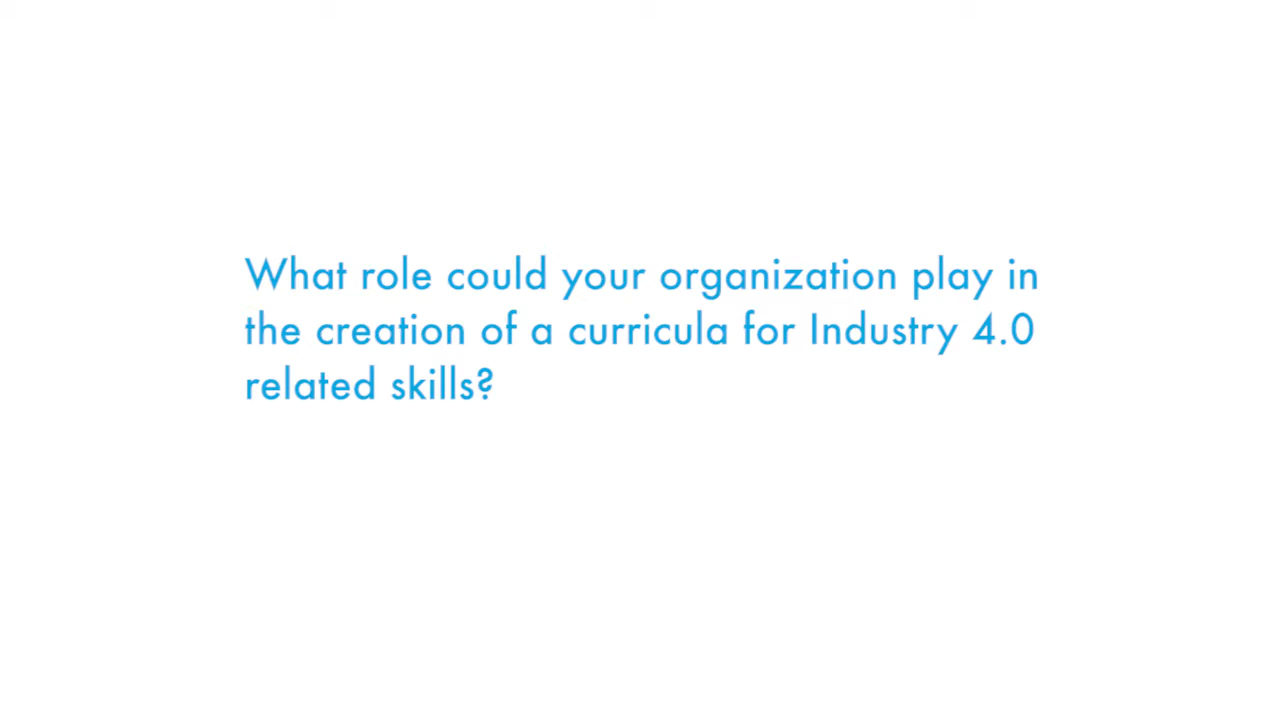 What role could your organization play in
the creation of a curricula for Industry 4.0
related skills?